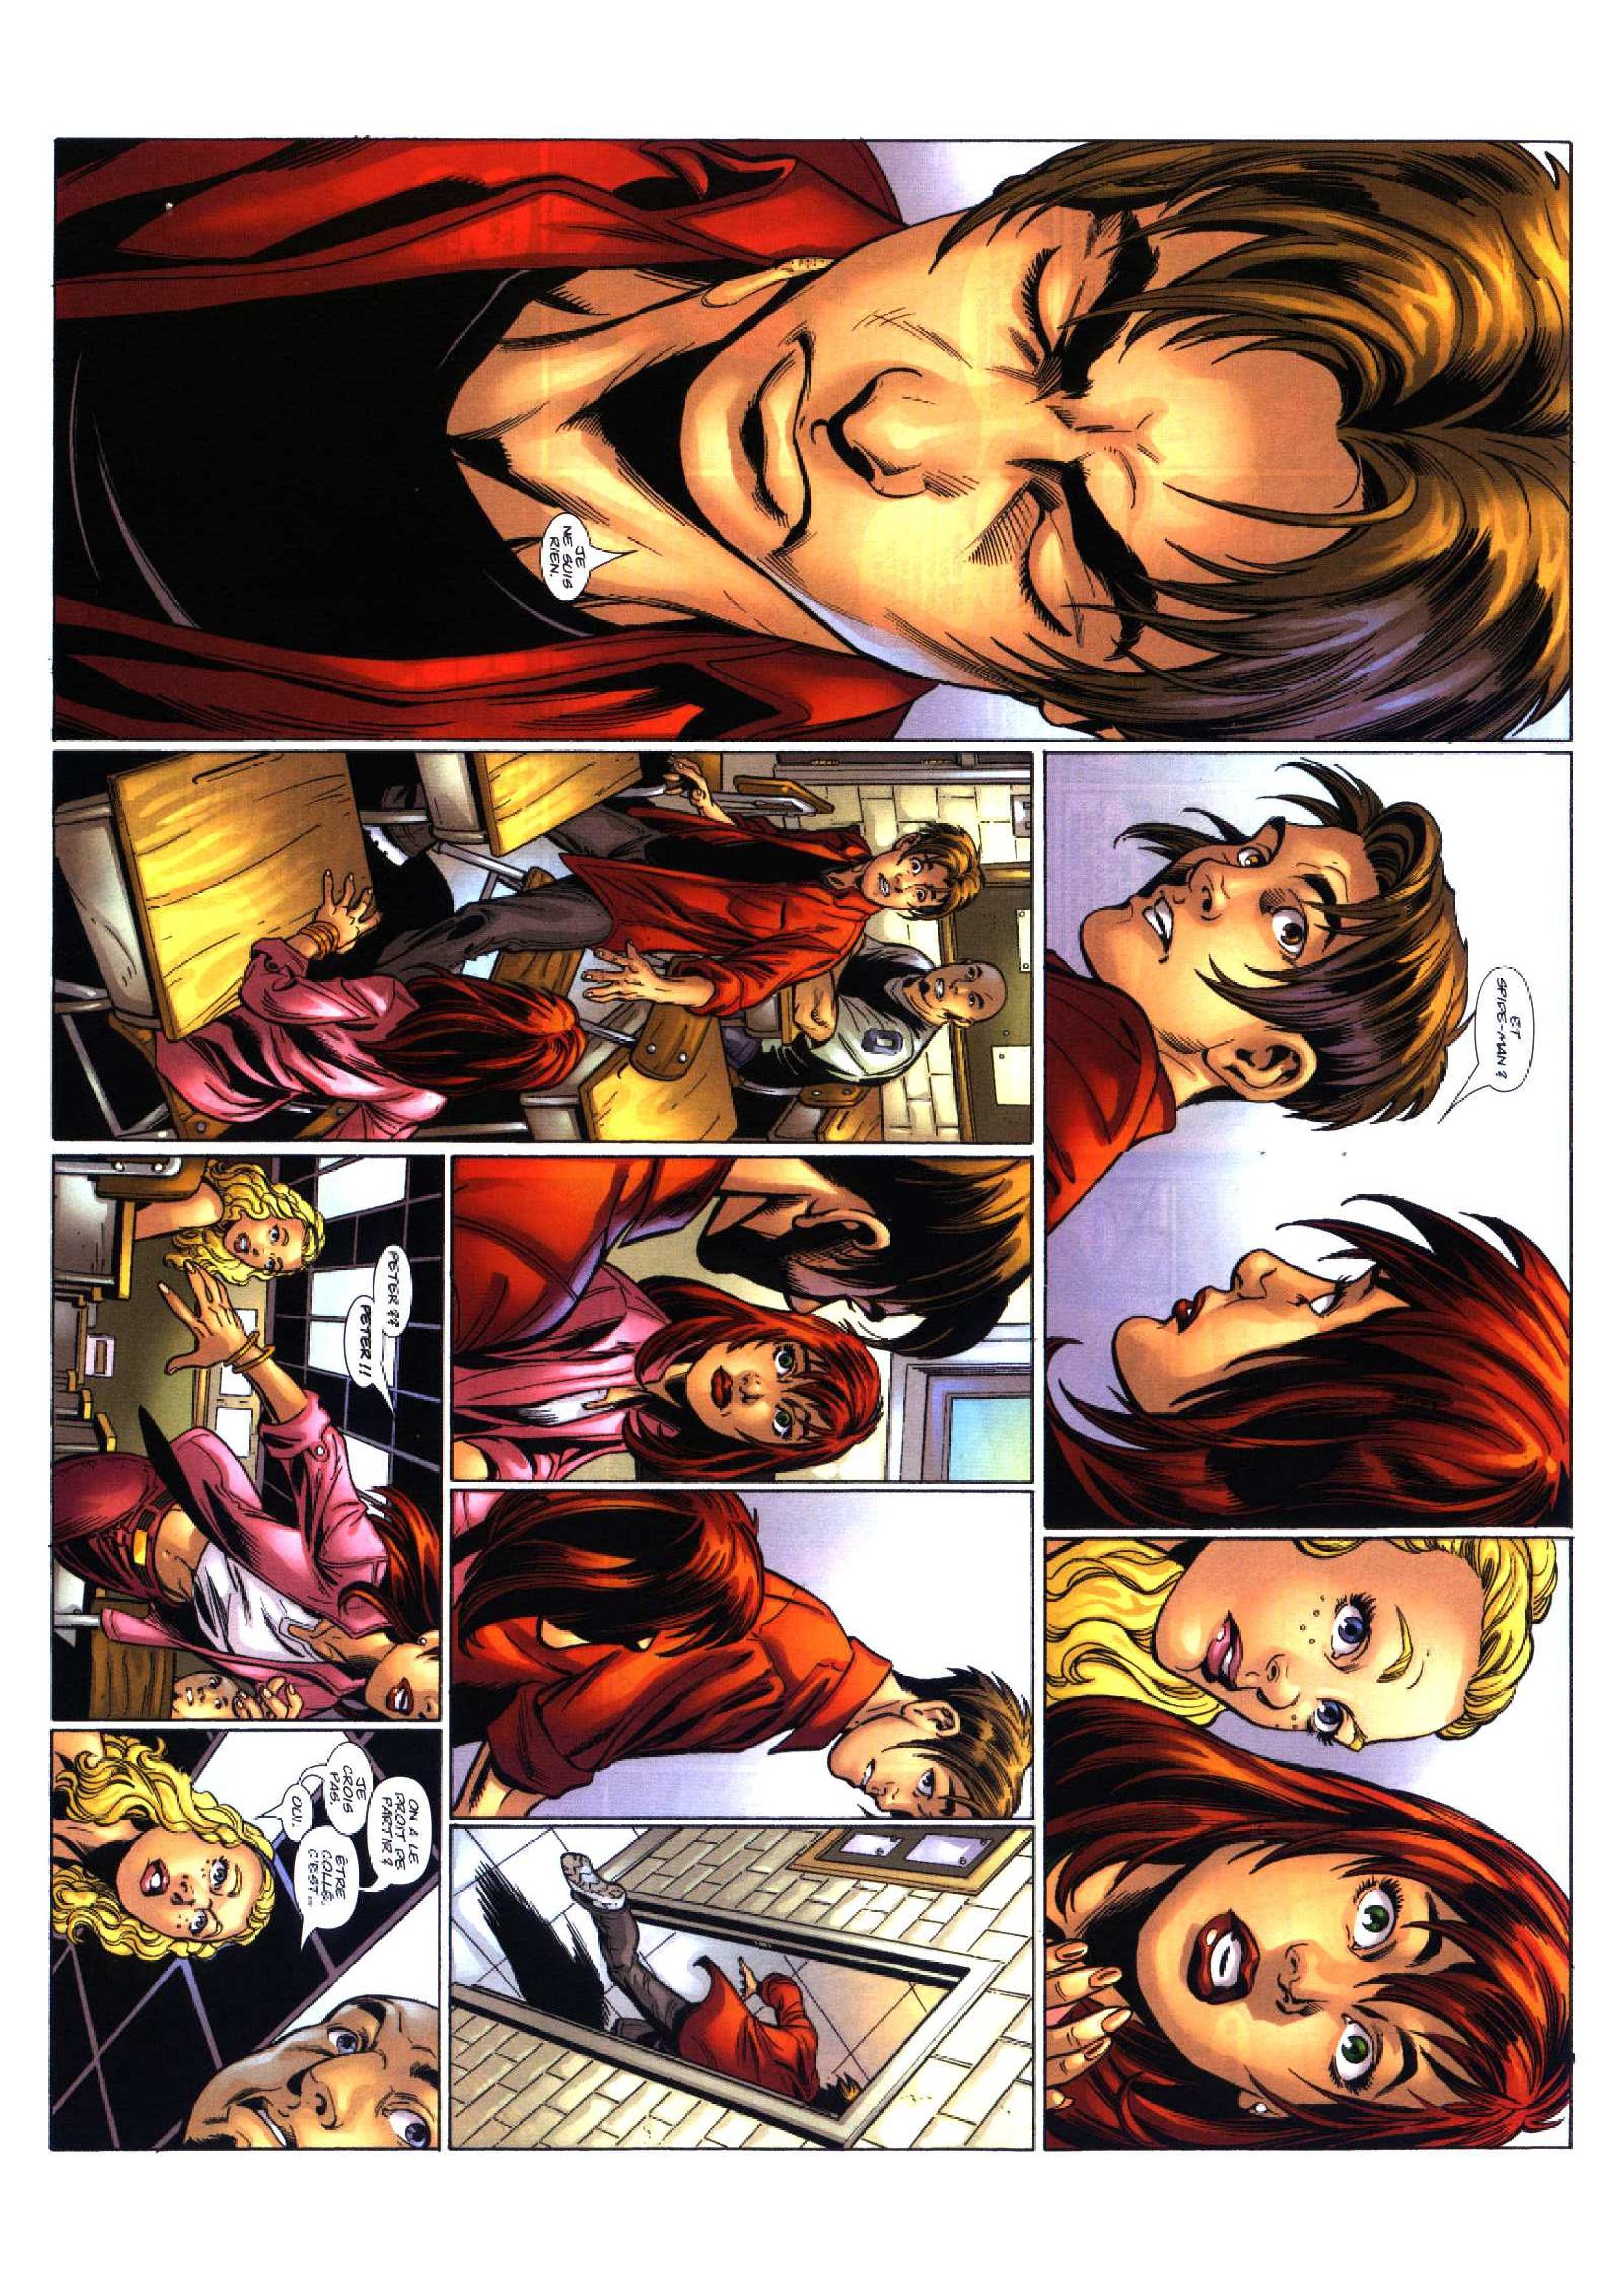 JE
NE SUIS
RIEN.
ET
SPIDE-MAN ?
PETER ??
PETER !!
ON A LE
DROIT DE
PARTIR ?
JE
CROIS
PAS.
ÊTRE
COLLÉ,
C'EST...
OUI.